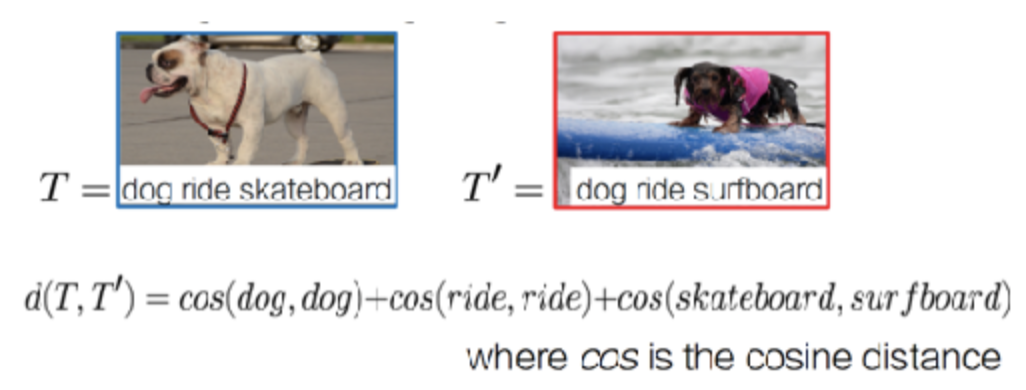 T = dog ride skateboard T′ = dog ride surfboard
d(T, T′) = cos(dog, dog)+cos(ride, ride)+cos(skateboard, surfboard)
where cos is the cosine distance